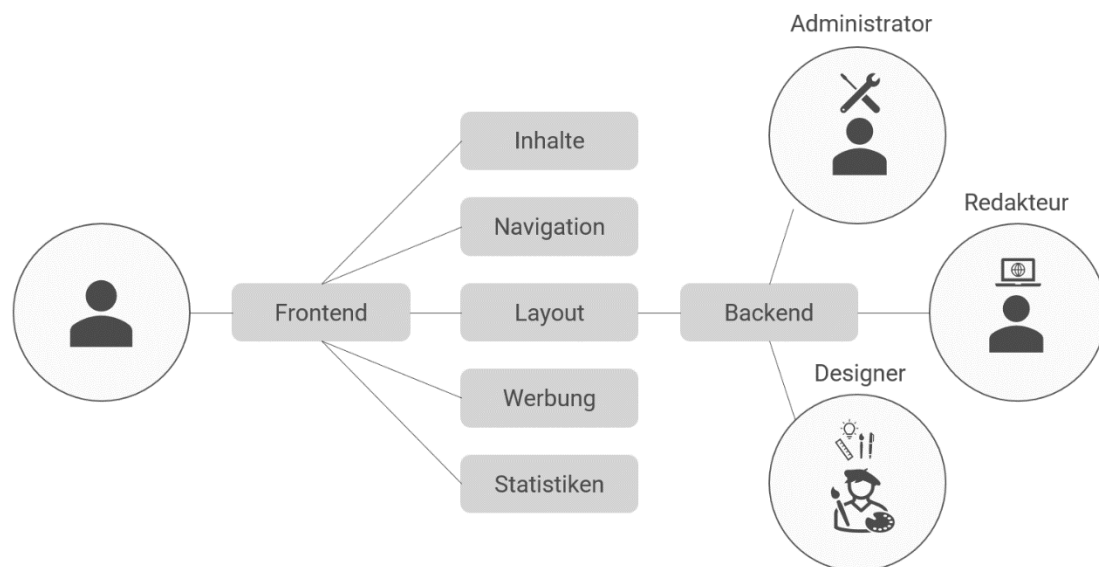 Administrator
Inhalte
Redakteur
Navigation
Frontend
Layout
Backend
Designer
Werbung
Statistiken